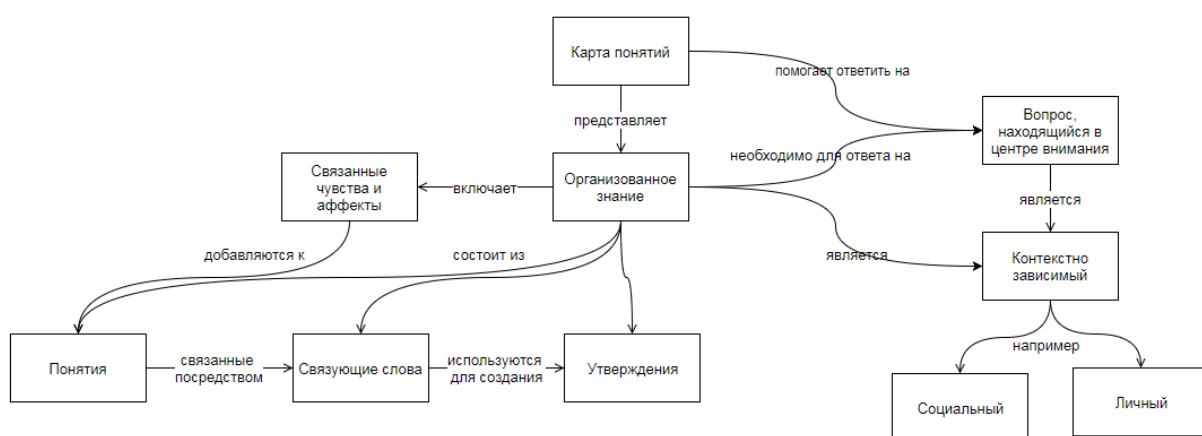 Карта понятий
помогает ответить на
Вопрос,
находящийся в
центре внимания
представляет
необходимо для ответа на
Связанные
чувства и
аффекты
включает
Организованное
знание
является
добавляются к
состоит из
является
Контекстно
зависимый
Понятия
связанные
посредством
Связующие слова
используются
для создания
Утверждения
например
Социальный
Личный